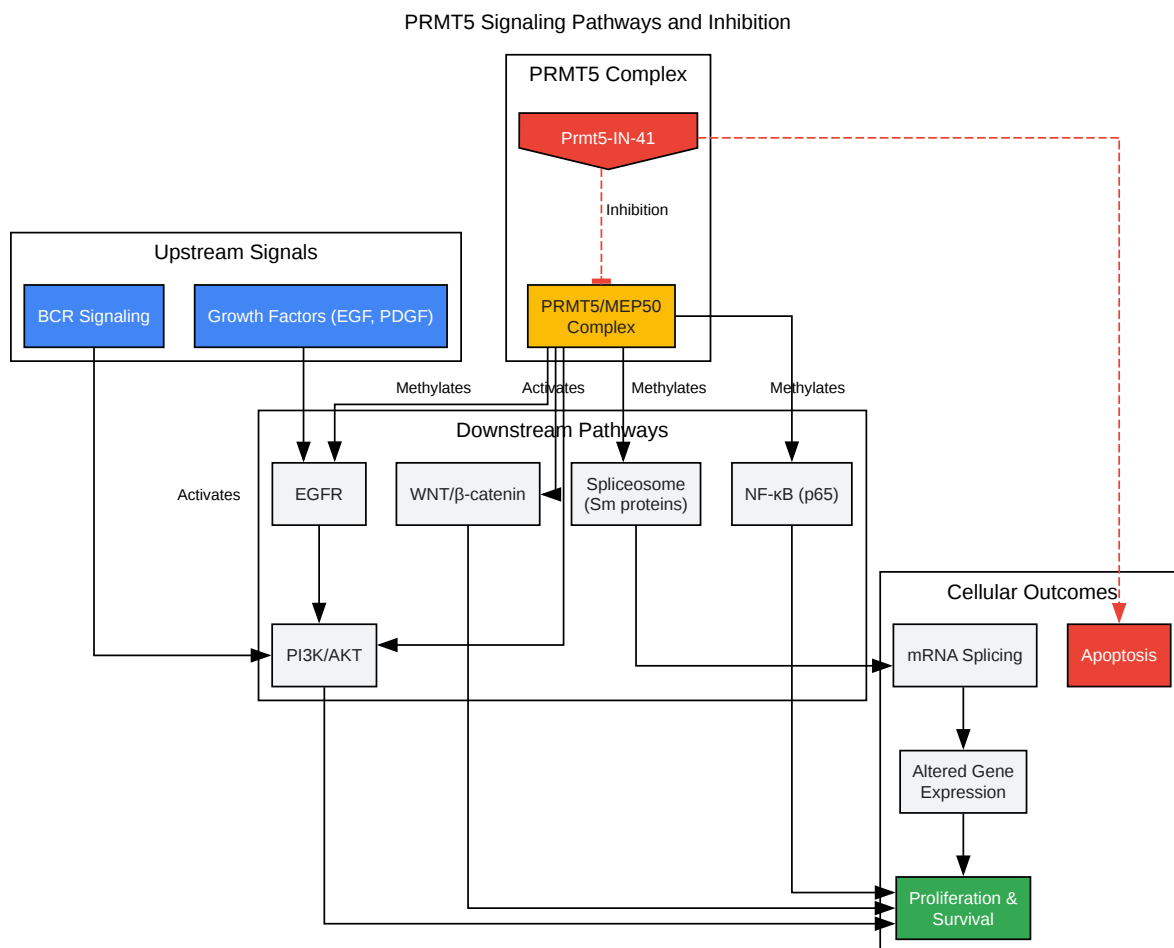 PRMT5 Signaling Pathways and Inhibition
PRMT5 Complex
Prmt5-IN-41
Inhibition
Upstream Signals
BCR Signaling
Growth Factors (EGF, PDGF)
PRMT5/MEP50
Complex
Methylates
Activates
Methylates
Methylates
Downstream Pathways
Activates
EGFR
WNT/β-catenin
Spliceosome
(Sm proteins)
NF-κB (p65)
Cellular Outcomes
PI3K/AKT
mRNA Splicing
Apoptosis
Altered Gene
Expression
Proliferation &
Survival